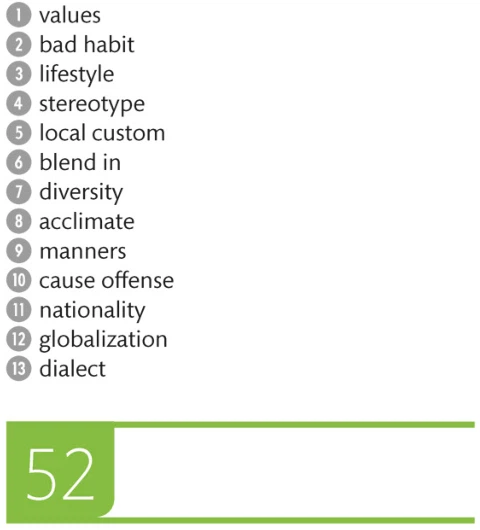 1 values
2 bad habit
3 lifestyle
4 stereotype
5 local custom
6 blend in
7 diversity
8 acclimate
9 manners
10 cause offense
11 nationality
12 globalization
13 dialect
52